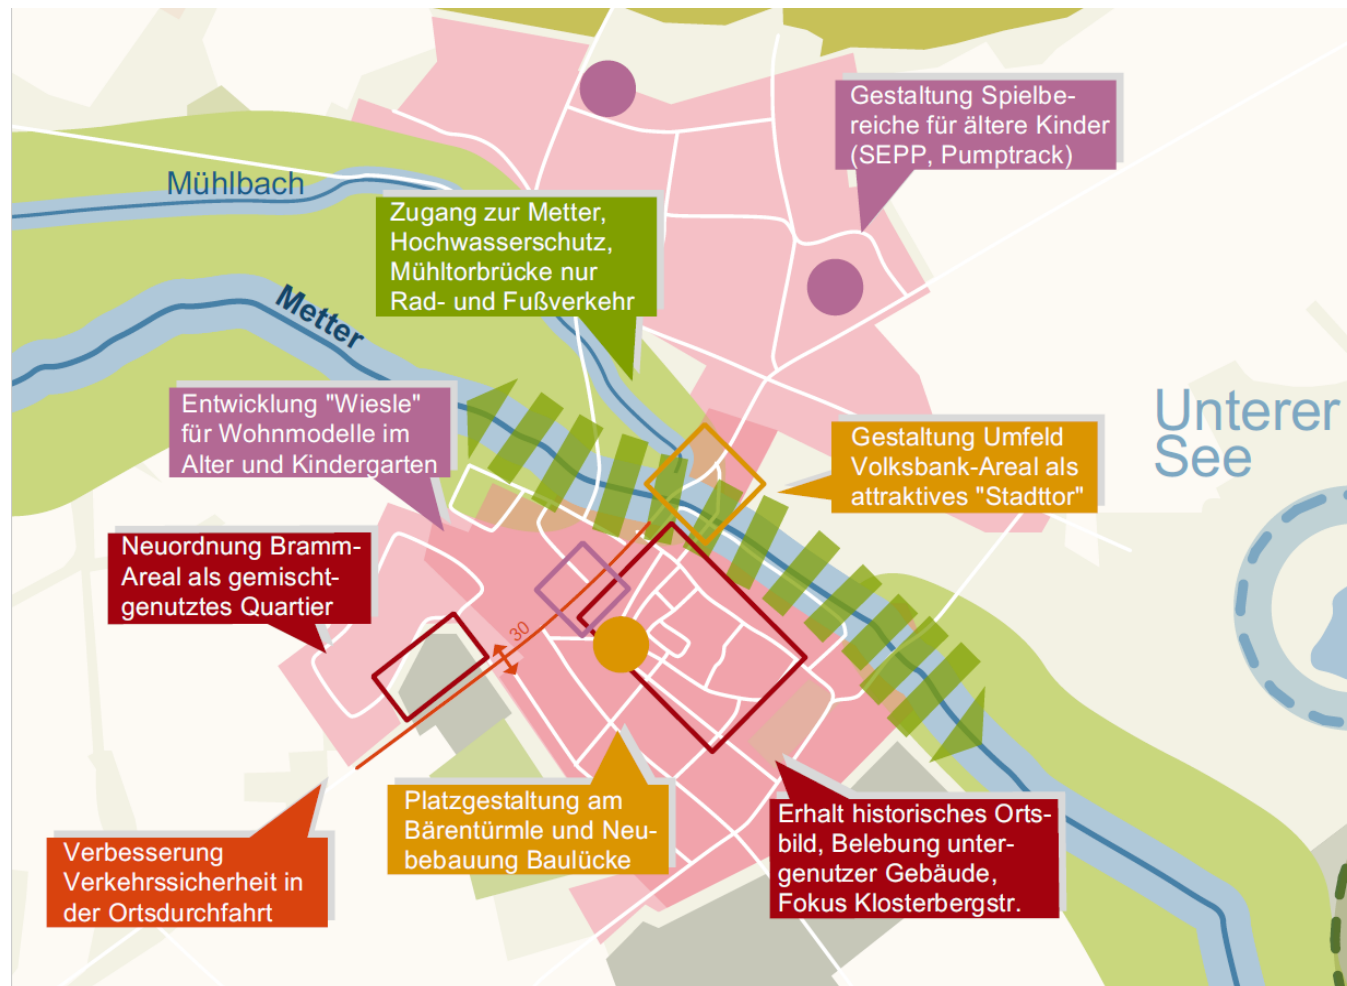 Gestaltung Spielbe-
reiche für ältere Kinder
(SEPP, Pumptrack)
Mühlbach
Zugang zur Metter,
Hochwasserschutz,
Mühltorbrücke nur
Rad- und Fußverkehr
Metter
Entwicklung "Wiesle"
für Wohnmodelle im
Alter und Kindergarten
Unterer
See
Gestaltung Umfeld
Volksbank-Areal als
attraktives "Stadttor"
Neuordnung Bramm-
Areal als gemischt-
genutztes Quartier
30
Platzgestaltung am
Bärentürmle und Neu-
bebauung Baulücke
Erhalt historisches Orts-
bild, Belebung unter-
genutzer Gebäude,
Fokus Klosterbergstr.
Verbesserung
Verkehrssicherheit in
der Ortsdurchfahrt